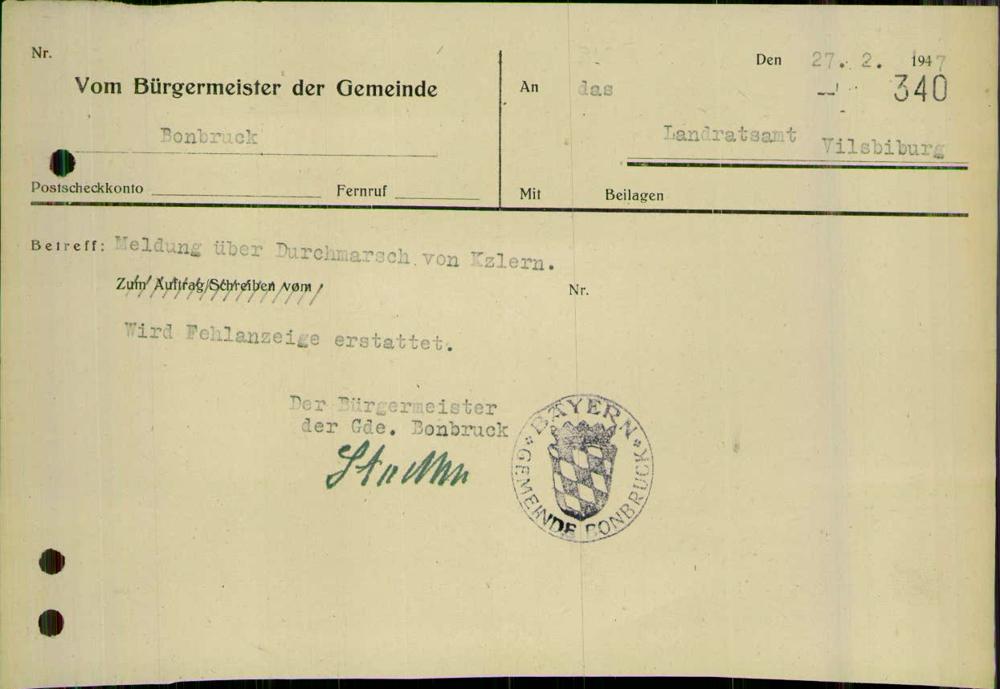 Nr.
Vom Bürgermeister der Gemeinde
Bonbruck
Postscheckkonto Fernruf
Den 27. 2. 1947
340
An das
Landratsamt Vilsbiburg
Mit Beilagen
Betreff: Meldung über Durchmarsch von Kzlern.
Zum Auftrag/Schreiben vom Nr.
Wird Fehlanzeige erstattet.
Der Bürgermeister
der Gde. Bonbruck
BAYERN
GEMEINDE BONBRUCK